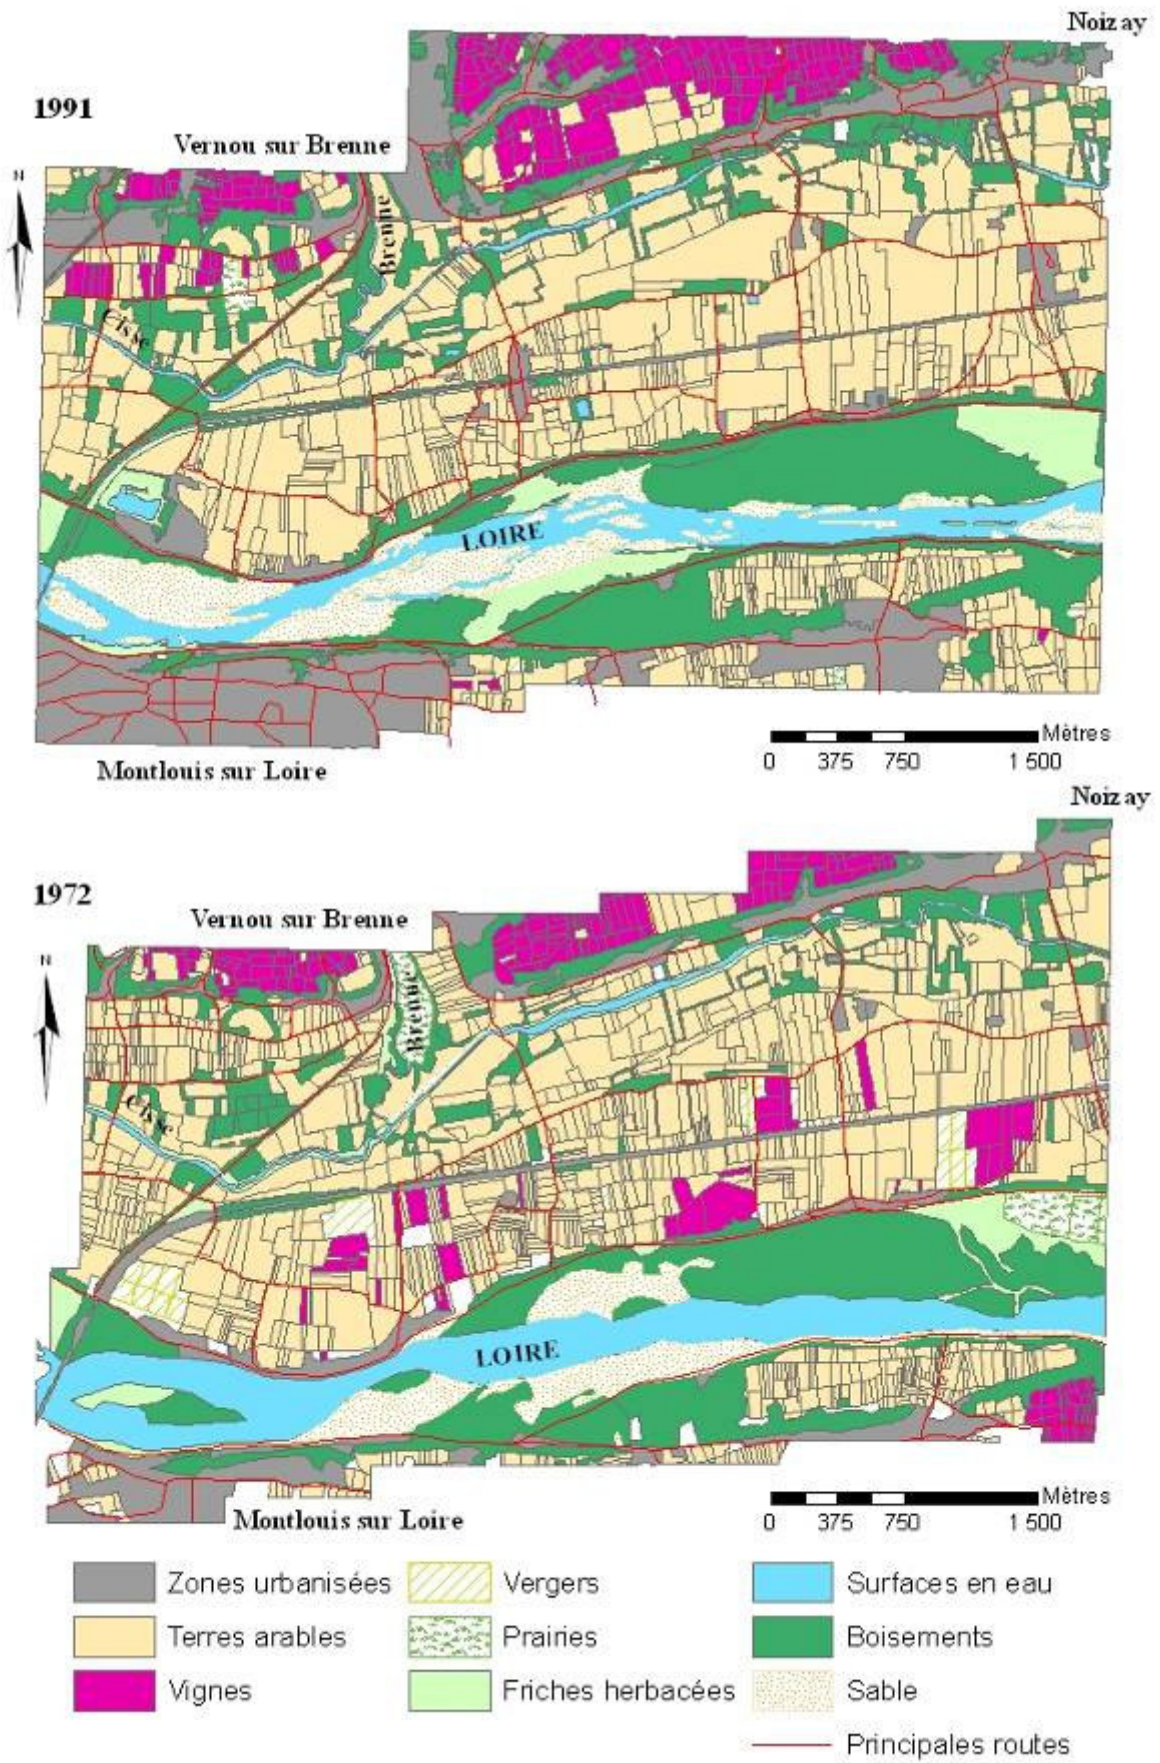 Noizay
1991
Vernou sur Brenne
N
Brenne
Cisse
LOIRE
Mètres
0 375 750 1 500
Montlouis sur Loire
Noizay
1972
Vernou sur Brenne
N
Brenne
Cisse
LOIRE
Mètres
0 375 750 1 500
Montlouis sur Loire
Zones urbanisées Vergers Surfaces en eau
Terres arables Prairies Boisements
Vignes Friches herbacées Sable
Principales routes